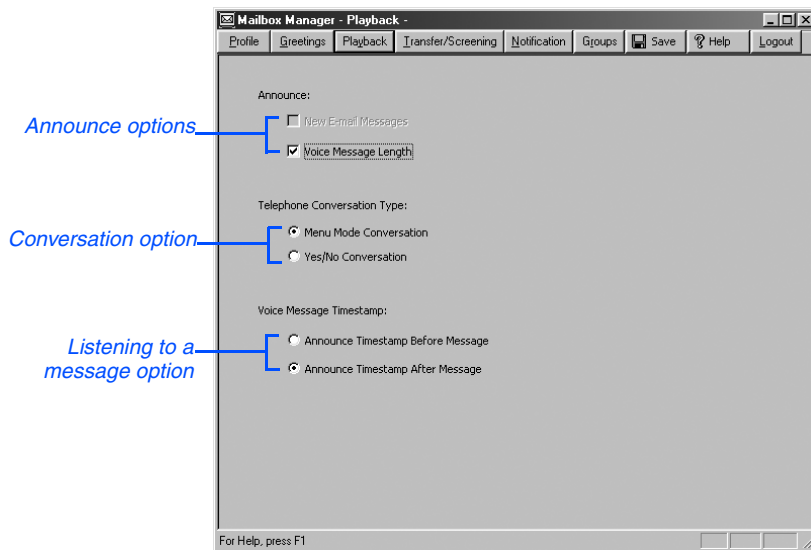 Mailbox Manager - Playback -
Profile Greetings Playback Transfer/Screening Notification Groups Save Help Logout
Announce:
Announce options
New E-mail Messages
Voice Message Length
Telephone Conversation Type:
Conversation option
Menu Mode Conversation
Yes/No Conversation
Voice Message Timestamp:
Listening to a
message option
Announce Timestamp Before Message
Announce Timestamp After Message
For Help, press F1